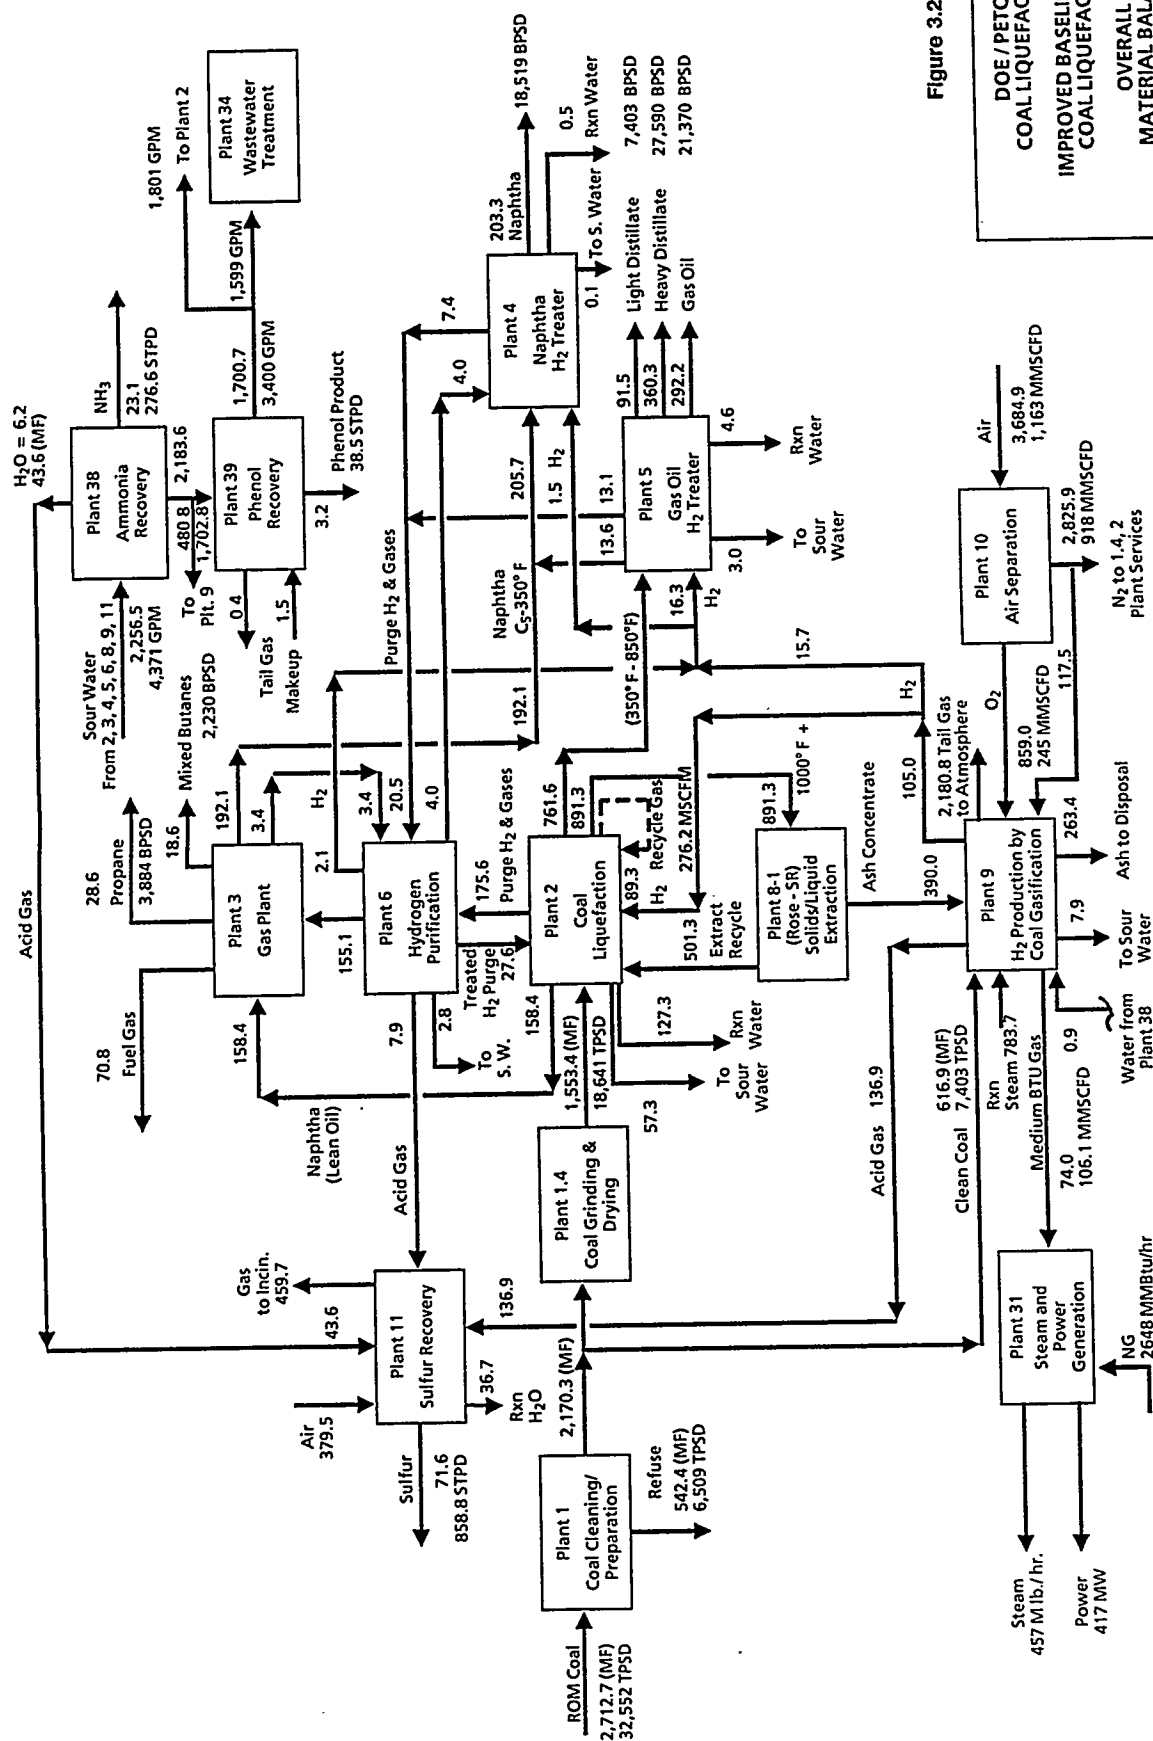 Figure 3.2
DOE / PETC
COAL LIQUEFAC
IMPROVED BASELI
COAL LIQUEFAC
OVERALL
MATERIAL BALA
Acid Gas
H2O = 6.2
43.6 (MF)
Plant 38
Ammonia
Recovery
NH3
23.1
276.6 STPD
Sour Water
From 2, 3, 4, 5, 6, 8, 9, 11
2,256.5
4,371 GPM
2,183.6
480.8
To
Plt. 9
1,702.8
Plant 39
Phenol
Recovery
0.4
Tail Gas
1.5
Makeup
3.2
Phenol Product
38.5 STPD
1,700.7
3,400 GPM
1,801 GPM
To Plant 2
1,599 GPM
Plant 34
Wastewater
Treatment
70.8
Fuel Gas
28.6
Propane
3,884 BPSD
18.6
Mixed Butanes
2,230 BPSD
Plant 3
Gas Plant
158.4
Naphtha
(Lean Oil)
192.1
3.4
155.1
Plant 6
Hydrogen
Purification
H2
2.1
3.4
20.5
4.0
Purge H2 & Gases
7.9
Acid Gas
2.8
To
S. W.
Treated
H2 Purge
27.6
175.6
Purge H2 & Gases
Plant 2
Coal
Liquefaction
158.4
1,553.4 (MF)
18,641 TPSD
57.3
To
Sour
Water
127.3
Rxn
Water
761.6
891.3
89.3
H2
Recycle Gas
276.2 MSCFM
501.3
Extract
Recycle
891.3
1000°F +
Plant 8-1
(Rose - SR)
Solids/Liquid
Extraction
Ash Concentrate
390.0
Naphtha
C5-350°F
192.1
205.7
1.5 H2
(350°F - 850°F)
16.3
H2
15.7
13.6
13.1
Plant 5
Gas Oil
H2 Treater
3.0
To
Sour
Water
4.6
Rxn
Water
91.5
Light Distillate
7,403 BPSD
360.3
Heavy Distillate
27,590 BPSD
292.2
Gas Oil
21,370 BPSD
7.4
4.0
Plant 4
Naphtha
H2 Treater
203.3
Naphtha
18,519 BPSD
0.1
To S. Water
0.5
Rxn Water
Air
379.5
Gas
to Incin.
459.7
43.6
Plant 11
Sulfur Recovery
Sulfur
71.6
858.8 STPD
36.7
Rxn
H2O
136.9
ROM Coal
2,712.7 (MF)
32,552 TPSD
Plant 1
Coal Cleaning/
Preparation
Refuse
542.4 (MF)
6,509 TPSD
2,170.3 (MF)
Plant 1.4
Coal Grinding &
Drying
Acid Gas
136.9
Clean Coal
616.9 (MF)
7,403 TPSD
Rxn
Steam 783.7
Medium BTU Gas
74.0
106.1 MMSCFD
0.9
Water from
Plant 38
Plant 9
H2 Production by
Coal Gasification
7.9
To Sour
Water
263.4
Ash to Disposal
105.0
H2
2,180.8 Tail Gas
to Atmosphere
O2
859.0
245 MMSCFD
117.5
Plant 10
Air Separation
Air
3,684.9
1,163 MMSCFD
2,825.9
918 MMSCFD
N2 to 1.4, 2
Plant Services
Plant 31
Steam and
Power
Generation
Steam
457 M lb./ hr.
Power
417 MW
NG
2648 MMBtu/hr